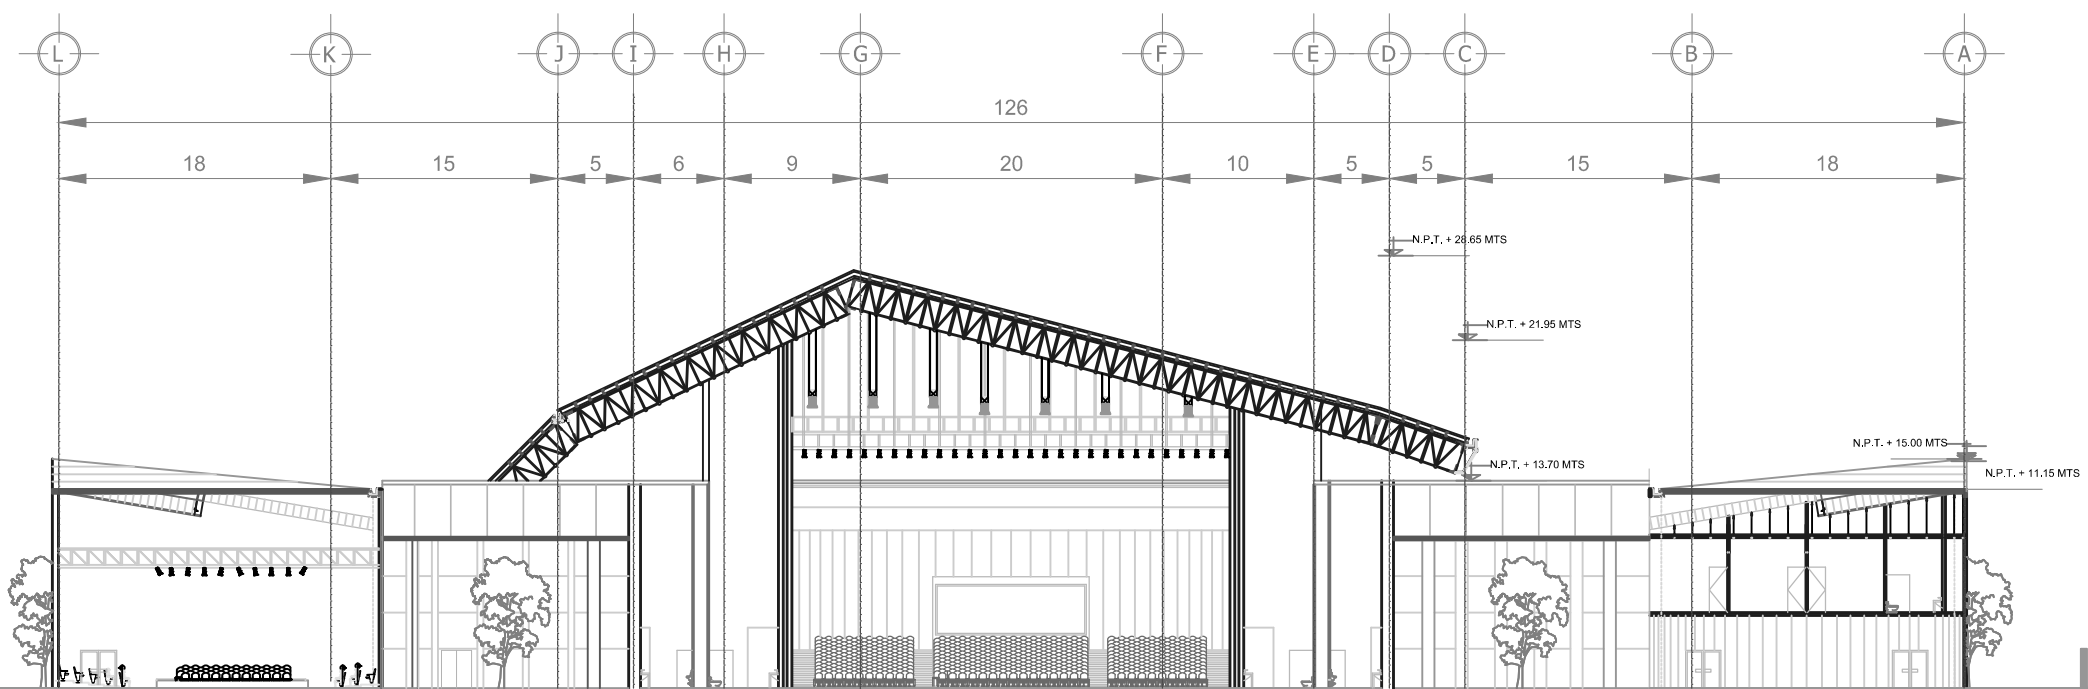 L K J I H G F E D C B A
126
18 15 5 6 9 20 10 5 5 15 18
N.P.T. + 28.65 MTS
N.P.T. + 21.95 MTS
N.P.T. + 15.00 MTS
N.P.T. + 13.70 MTS
N.P.T. + 11.15 MTS